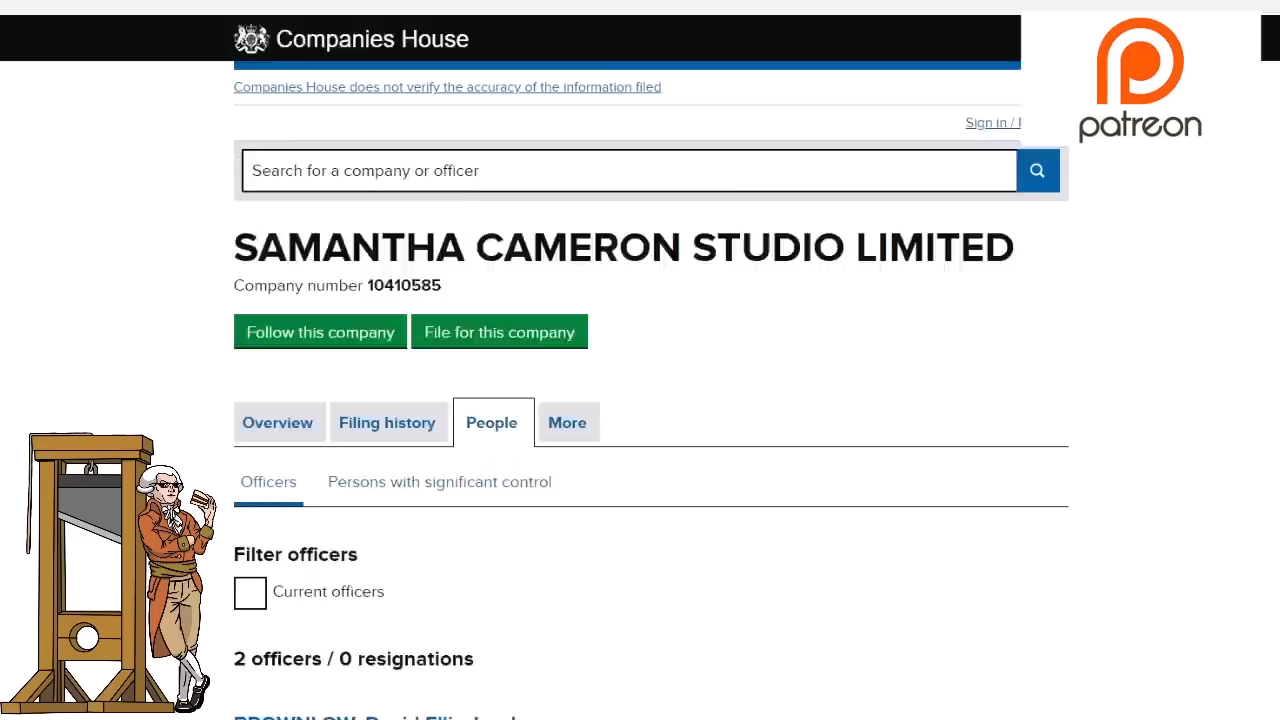 Companies House
patreon
Companies House does not verify the accuracy of the information filed
Sign in /
Search for a company or officer
SAMANTHA CAMERON STUDIO LIMITED
Company number 10410585
Follow this company File for this company
Overview Filing history People More
Officers Persons with significant control
Filter officers
Current officers
2 officers / 0 resignations